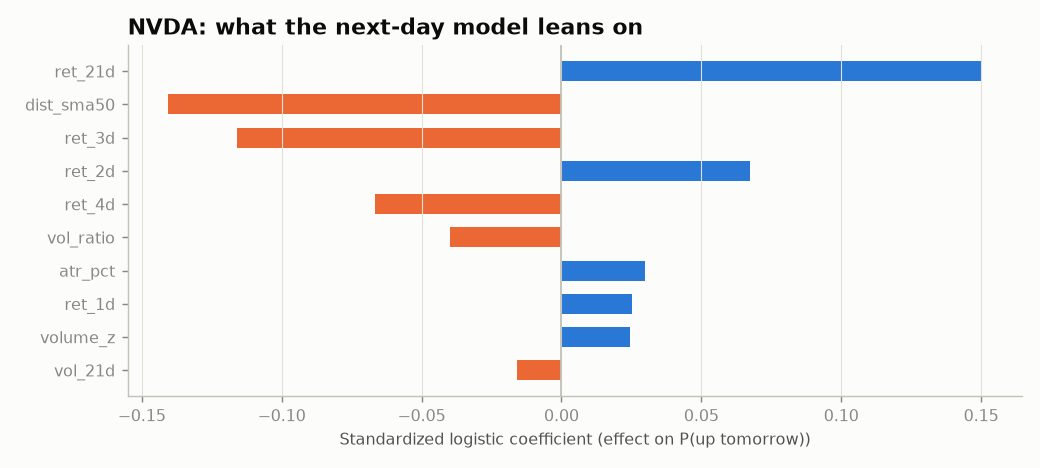 NVDA: what the next-day model leans on
ret_21d
dist_sma50
ret_3d
ret_2d
ret_4d
vol_ratio
atr_pct
ret_1d
volume_z
vol_21d
−0.15 −0.10 −0.05 0.00 0.05 0.10 0.15
Standardized logistic coefficient (effect on P(up tomorrow))